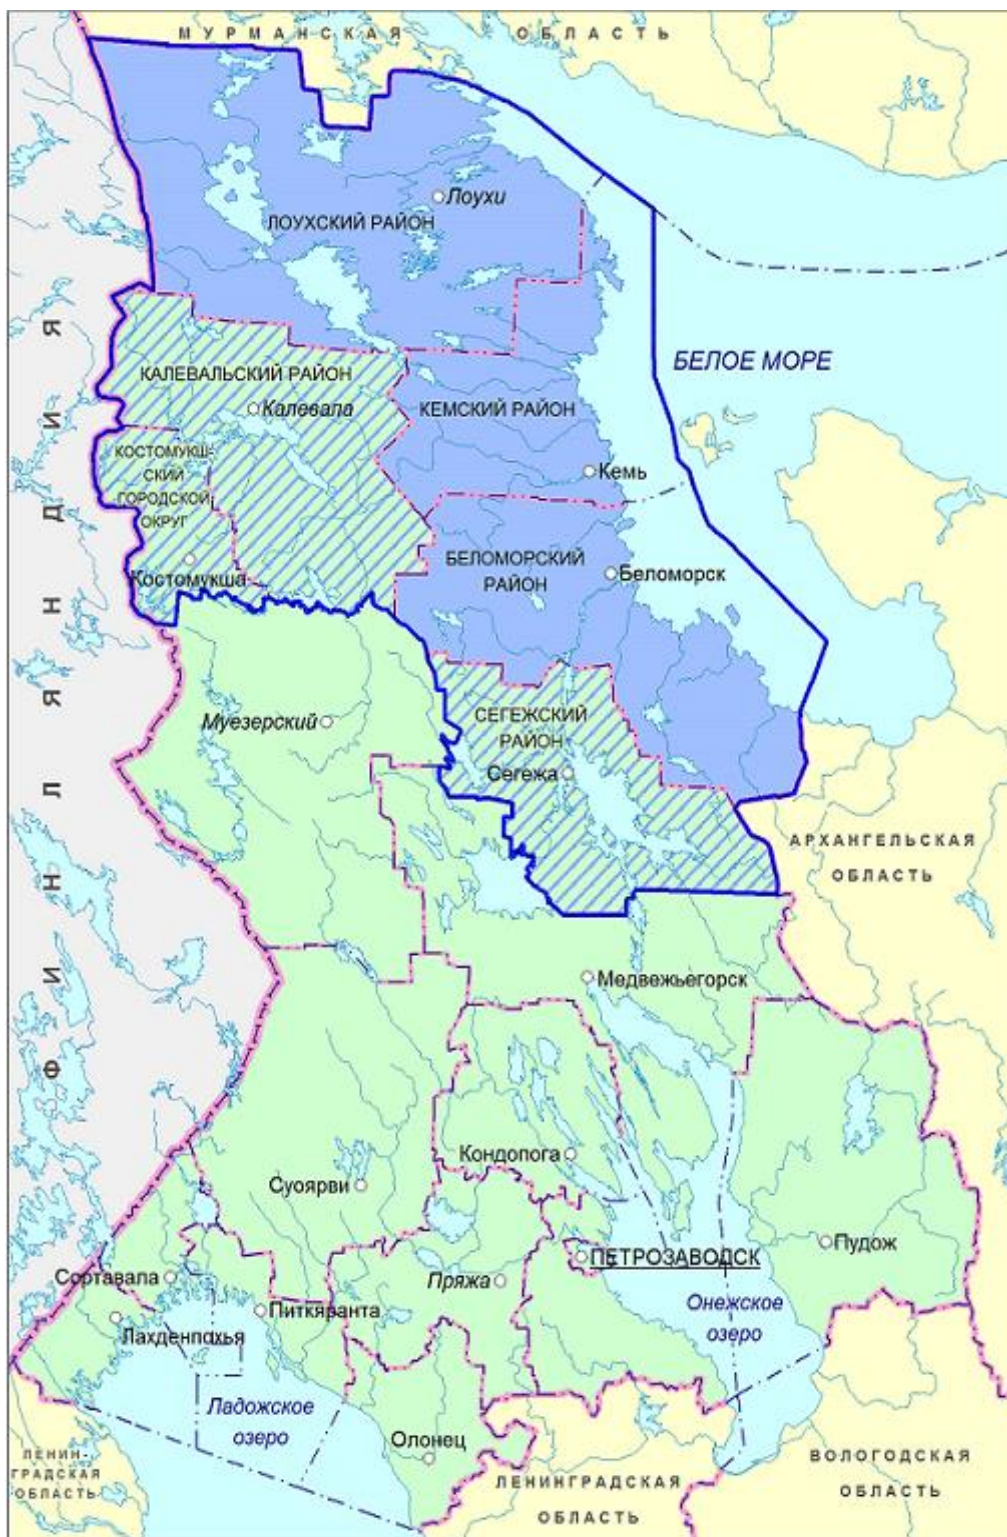 МУРМАНСКАЯ ОБЛАСТЬ
Лоухи
ЛОУХСКИЙ РАЙОН
БЕЛОЕ МОРЕ
КАЛЕВАЛЬСКИЙ РАЙОН
Калевала
КЕМСКИЙ РАЙОН
КОСТОМУКШ-
СКИЙ
ГОРОДСКОЙ
ОКРУГ
Кемь
Костомукша
БЕЛОМОРСКИЙ
РАЙОН
Беломорск
ФИНЛЯНДИЯ
Муезерский
СЕГЕЖСКИЙ
РАЙОН
Сегежа
АРХАНГЕЛЬСКАЯ
ОБЛАСТЬ
Медвежьегорск
Кондопога
Суоярви
Пудож
ПЕТРОЗАВОДСК
Сортавала
Пряжа
Питкяранта
Онежское
озеро
Лахденпохья
Ладожское
озеро
Олонец
ЛЕНИН-
ГРАДСКАЯ
ОБЛАСТЬ
ЛЕНИНГРАДСКАЯ
ОБЛАСТЬ
ВОЛОГОДСКАЯ
ОБЛАСТЬ